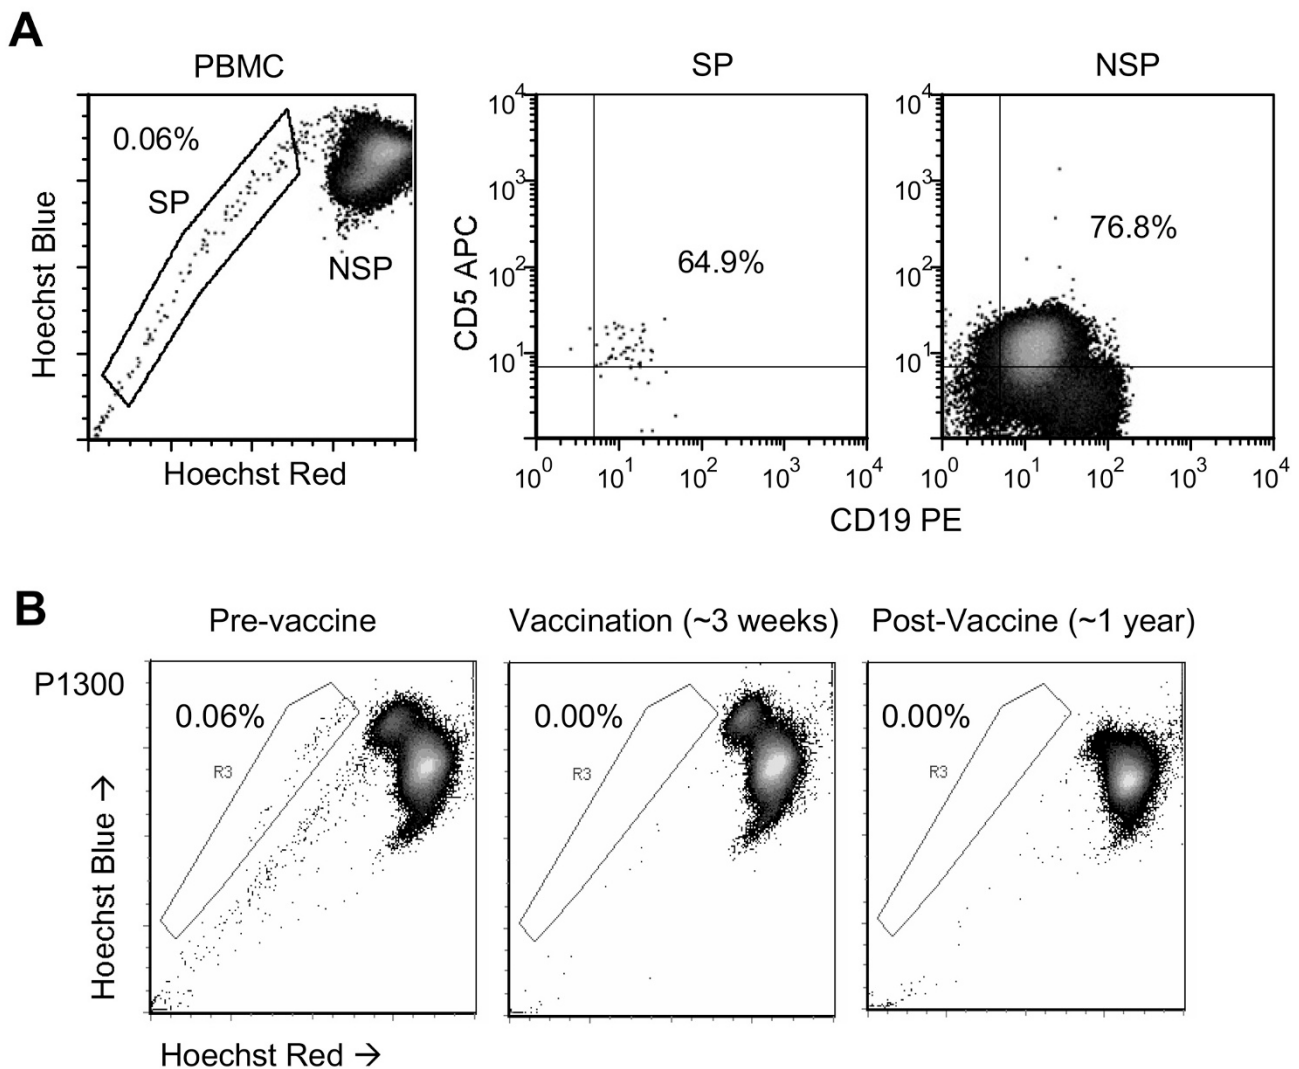 A
PBMC
SP
NSP
0.06%
SP
NSP
Hoechst Blue
Hoechst Red
CD5 APC
10^4
10^3
10^2
10^1
64.9%
10^0 10^1 10^2 10^3 10^4
10^4
10^3
10^2
10^1
76.8%
10^0 10^1 10^2 10^3 10^4
CD19 PE
B
Pre-vaccine
Vaccination (~3 weeks)
Post-Vaccine (~1 year)
P1300
0.06%
R3
0.00%
R3
0.00%
R3
Hoechst Blue →
Hoechst Red →